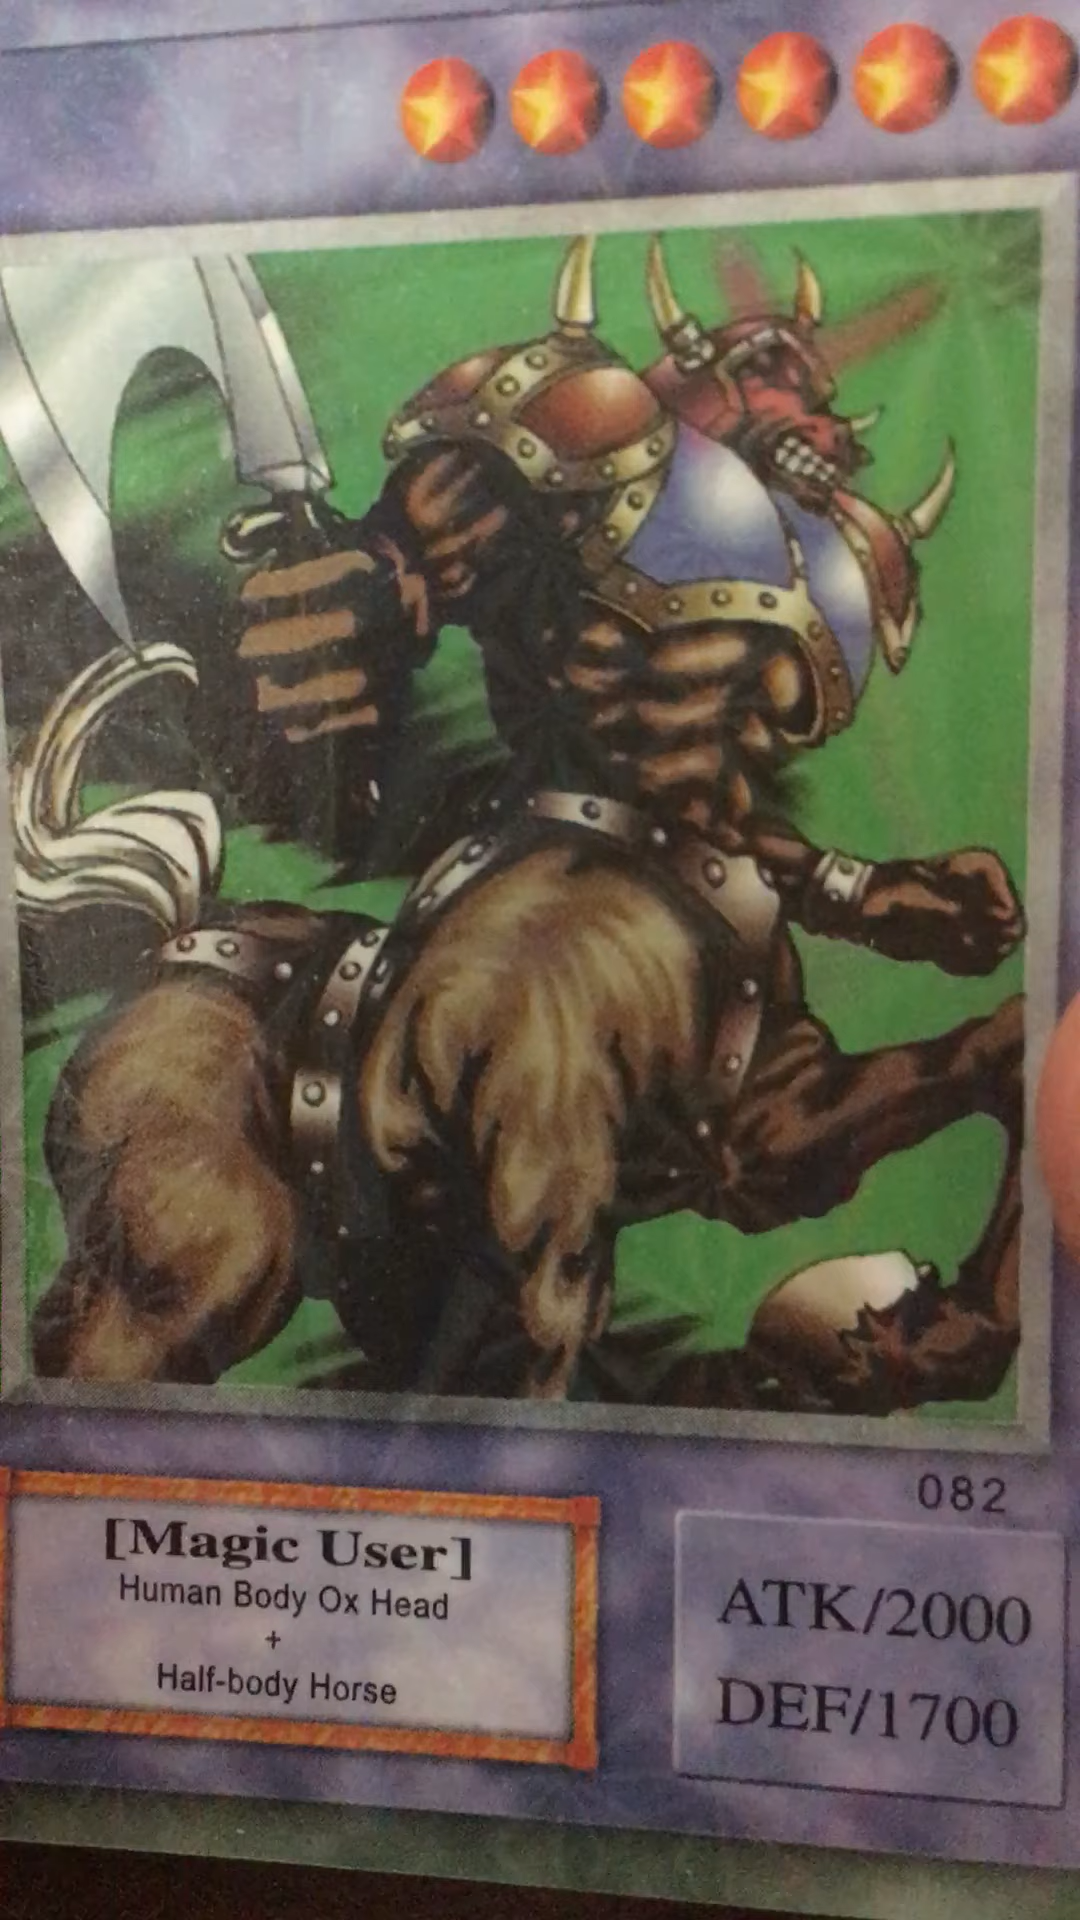 082
[Magic User]
Human Body Ox Head
+
Half-body Horse
ATK/2000
DEF/1700